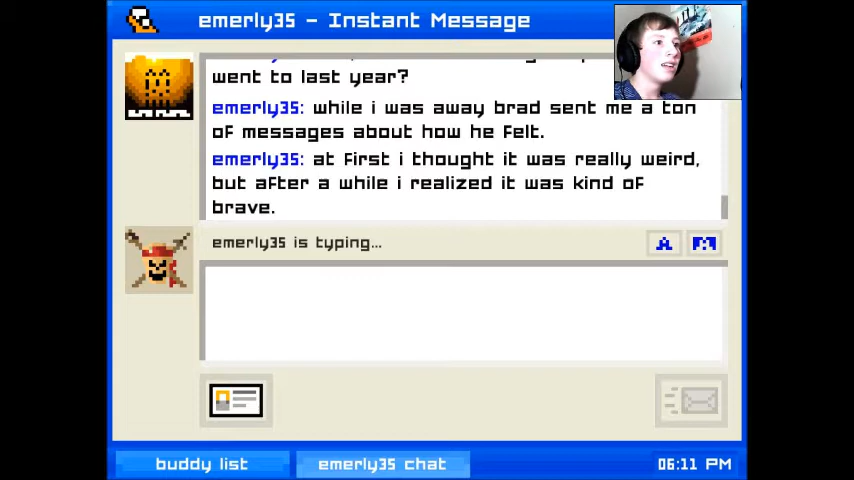 emerly35 - Instant Message
went to last year?
emerly35: while i was away brad sent me a ton
of messages about how he felt.
emerly35: at first i thought it was really weird,
but after a while i realized it was kind of
brave.
emerly35 is typing...
A
buddy list
emerly35 chat
06:11 PM